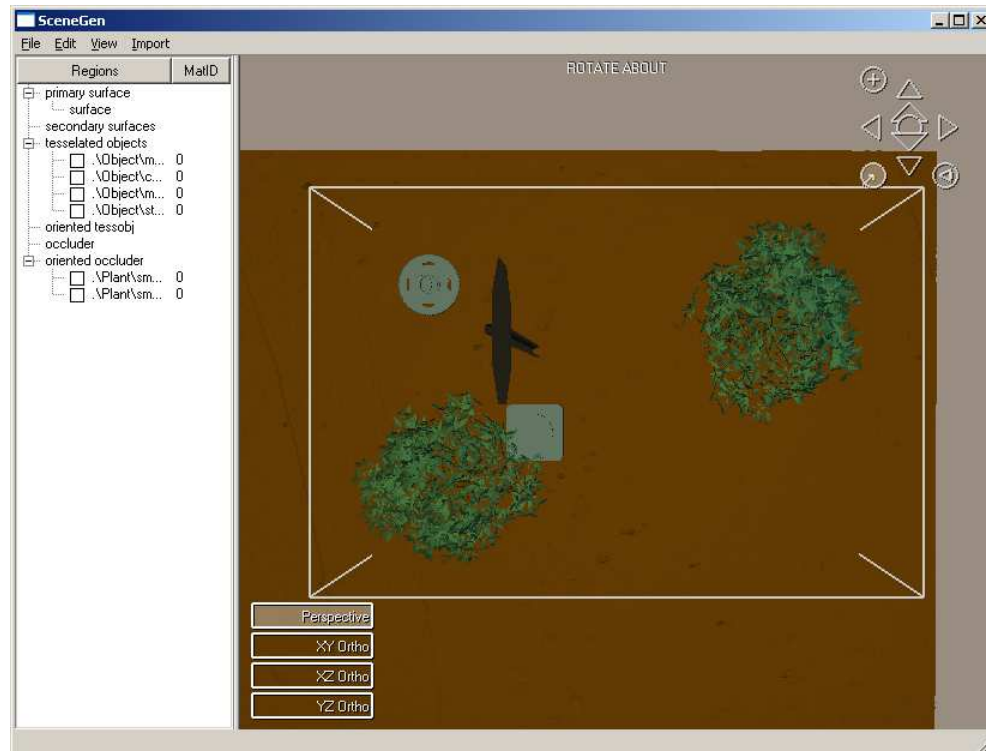 SceneGen
File Edit View Import
Regions MatID
ROTATE ABOUT
primary surface
surface
secondary surfaces
tesselated objects
.\Object\m... 0
.\Object\c... 0
.\Object\m... 0
.\Object\st... 0
oriented tessobj
occluder
oriented occluder
.\Plant\sm... 0
.\Plant\sm... 0
Perspective
XY Ortho
XZ Ortho
YZ Ortho